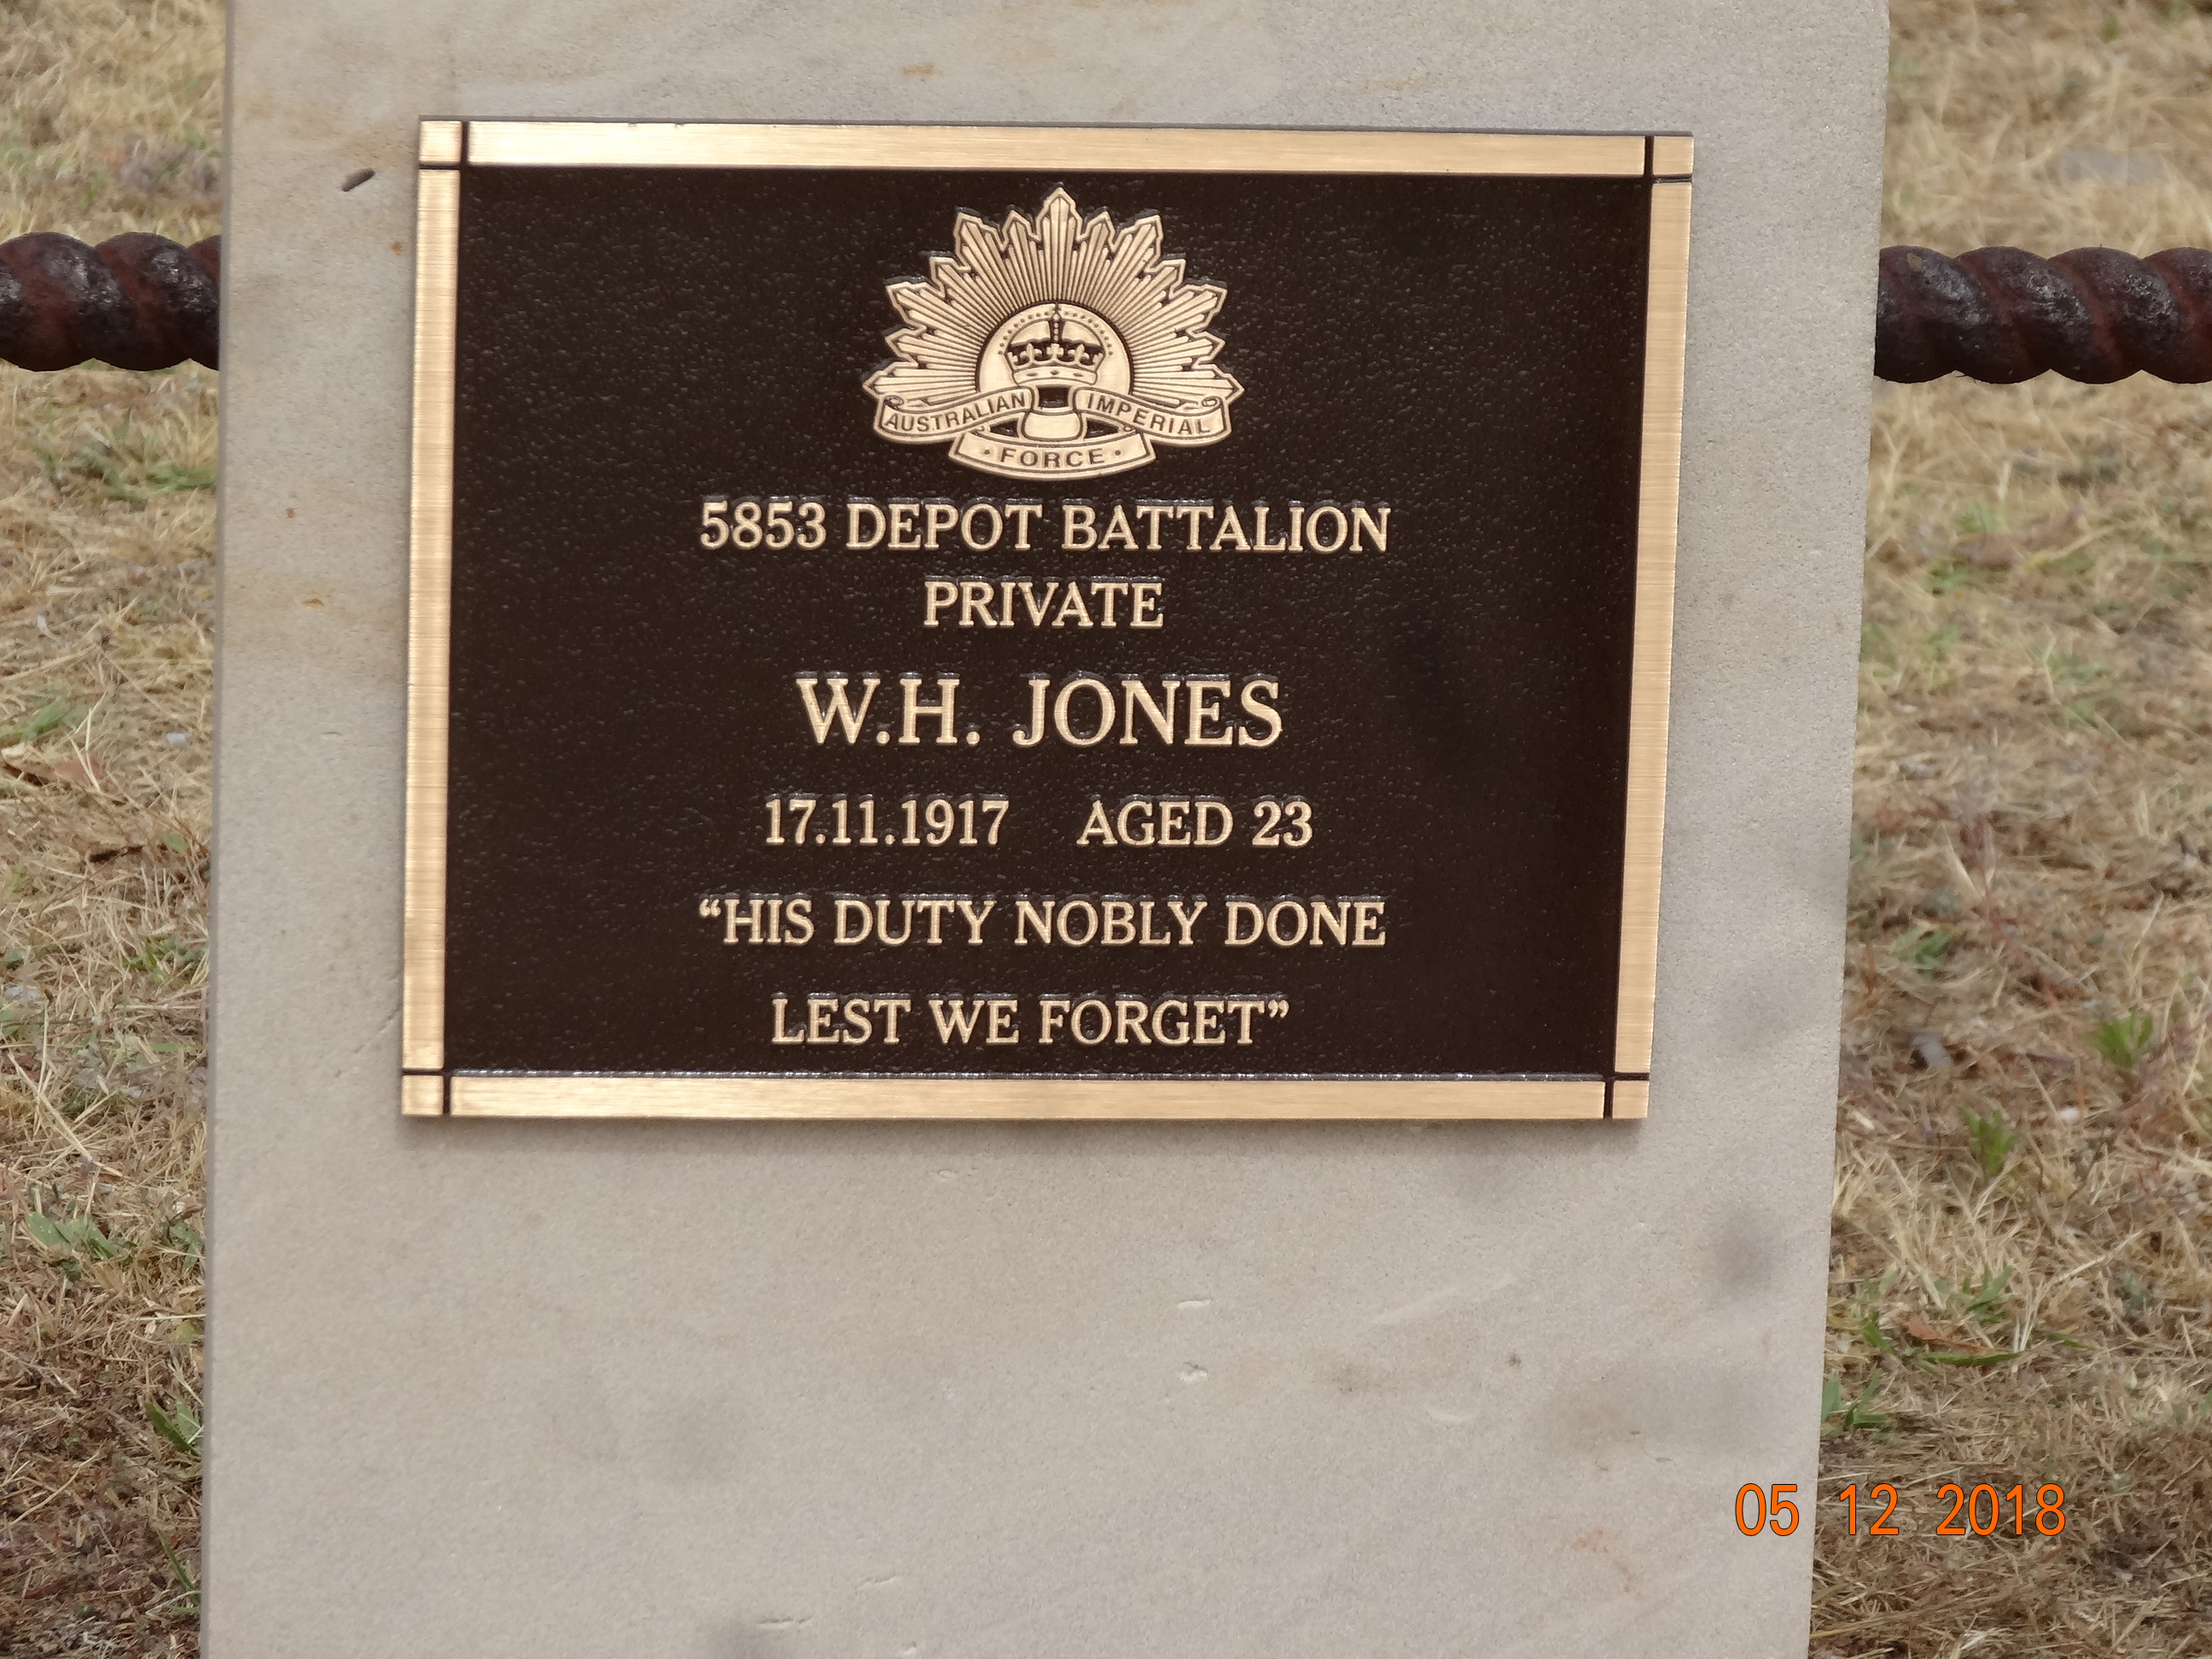 AUSTRALIAN IMPERIAL
· FORCE ·
5853 DEPOT BATTALION
PRIVATE
W.H. JONES
17.11.1917 AGED 23
“HIS DUTY NOBLY DONE
LEST WE FORGET”
05 12 2018